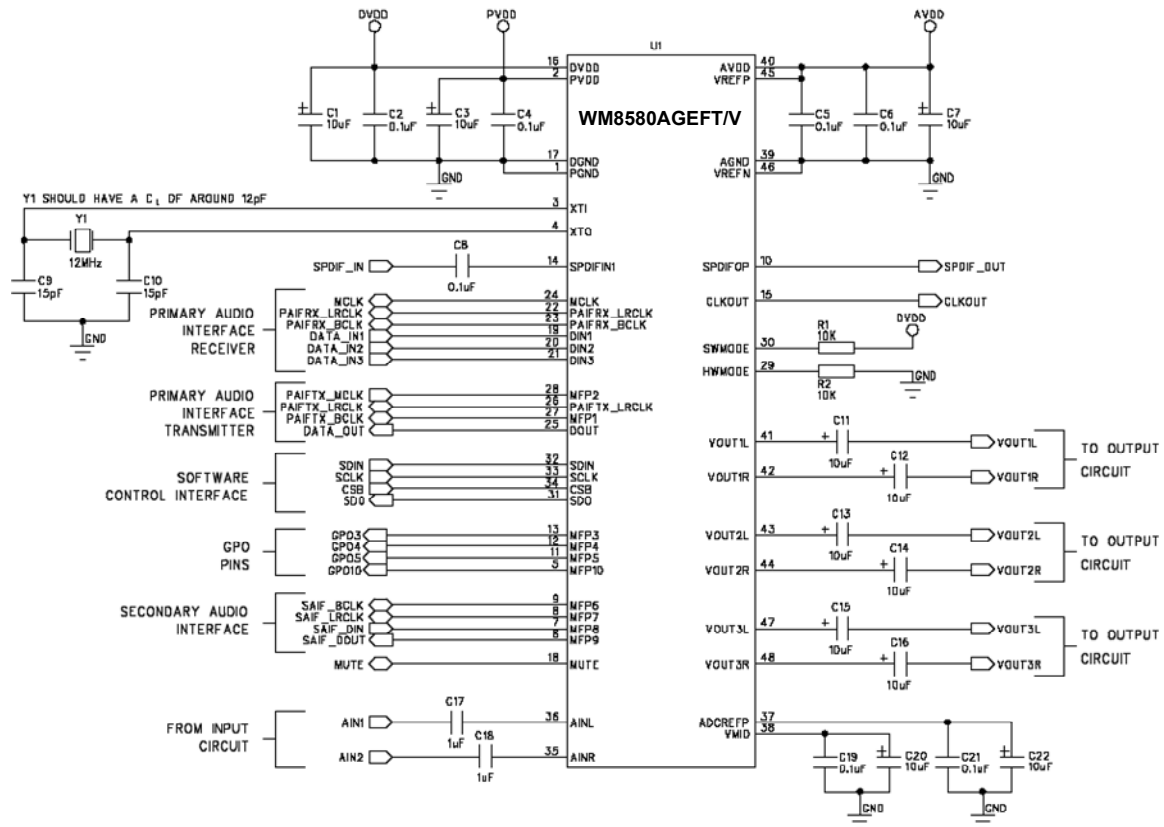 DVDD
PVDD
AVDD
U1
WM8580AGEFT/V
16 DVDD
2 PVDD
AVDD 40
VREFP 45
C1
10uF
C2
0.1uF
C3
10uF
C4
0.1uF
C5
0.1uF
C6
0.1uF
C7
10uF
17 DGND
1 PGND
GND
AGND 39
VREFN 46
GND
Y1 SHOULD HAVE A CL OF AROUND 12pF
3 XTI
4 XTO
Y1
12MHz
C9
15pF
C10
15pF
GND
SPDIF_IN
C8
0.1uF
14 SPDIFIN1
SPDIFOP 10 SPDIF_OUT
CLKOUT 15 CLKOUT
PRIMARY AUDIO
INTERFACE
RECEIVER
MCLK 24 MCLK
PAIFRX_LRCLK 22 PAIFRX_LRCLK
PAIFRX_BCLK 23 PAIFRX_BCLK
DATA_IN1 19 DIN1
DATA_IN2 20 DIN2
DATA_IN3 21 DIN3
DVDD
R1
10K
SWMODE 30
HWMODE 29
R2
10K
GND
PRIMARY AUDIO
INTERFACE
TRANSMITTER
PAIFTX_MCLK 28 MFP2
PAIFTX_LRCLK 26 PAIFTX_LRCLK
PAIFTX_BCLK 27 MFP1
DATA_OUT 25 DOUT
SOFTWARE
CONTROL INTERFACE
SDIN 32 SDIN
SCLK 33 SCLK
CSB 34 CSB
SDO 31 SDO
GPO
PINS
GPO3 13 MFP3
GPO4 12 MFP4
GPO5 11 MFP5
GPO10 5 MFP10
SECONDARY AUDIO
INTERFACE
SAIF_BCLK 9 MFP6
SAIF_LRCLK 8 MFP7
SAIF_DIN 7 MFP8
SAIF_DOUT 6 MFP9
MUTE 18 MUTE
FROM INPUT
CIRCUIT
AIN1
C17
1uF
36 AINL
AIN2
C18
1uF
35 AINR
VOUT1L 41
C11
10uF
VOUT1L
VOUT1R 42
C12
10uF
VOUT1R
TO OUTPUT
CIRCUIT
VOUT2L 43
C13
10uF
VOUT2L
VOUT2R 44
C14
10uF
VOUT2R
TO OUTPUT
CIRCUIT
VOUT3L 47
C15
10uF
VOUT3L
VOUT3R 48
C16
10uF
VOUT3R
TO OUTPUT
CIRCUIT
ADCREFP 37
VMID 38
C19
0.1uF
C20
10uF
C21
0.1uF
C22
10uF
GND
GND